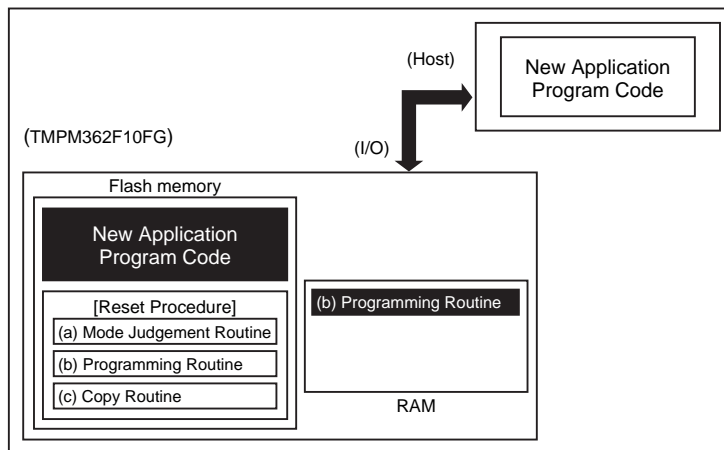 (Host)
New Application
Program Code
(TMPM362F10FG)
(I/O)
Flash memory
New Application
Program Code
[Reset Procedure]
(a) Mode Judgement Routine
(b) Programming Routine
(c) Copy Routine
(b) Programming Routine
RAM